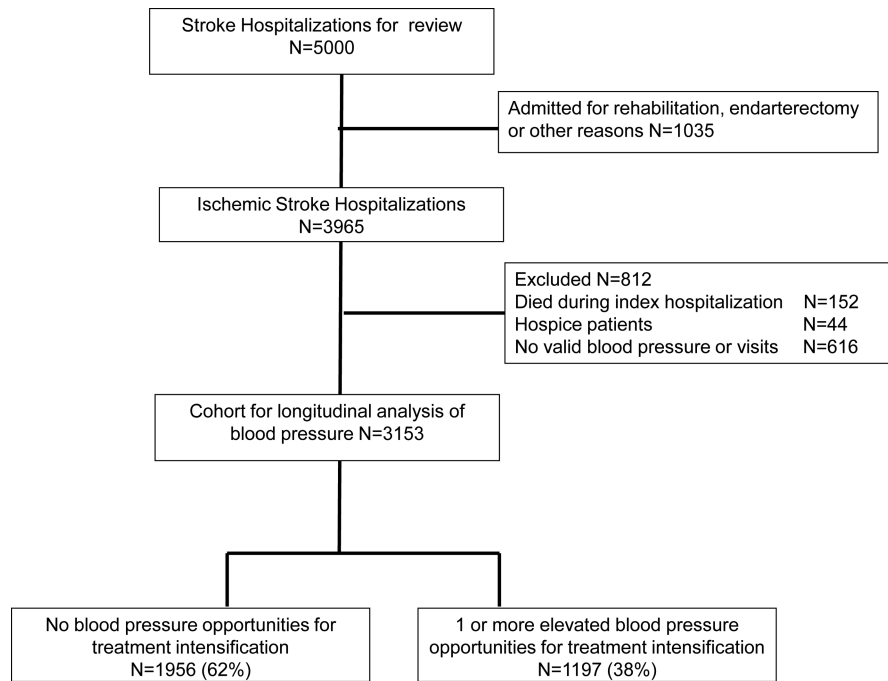 Stroke Hospitalizations for review
N=5000
Admitted for rehabilitation, endarterectomy
or other reasons N=1035
Ischemic Stroke Hospitalizations
N=3965
Excluded N=812
Died during index hospitalization N=152
Hospice patients N=44
No valid blood pressure or visits N=616
Cohort for longitudinal analysis of
blood pressure N=3153
No blood pressure opportunities for
treatment intensification
N=1956 (62%)
1 or more elevated blood pressure
opportunities for treatment intensification
N=1197 (38%)